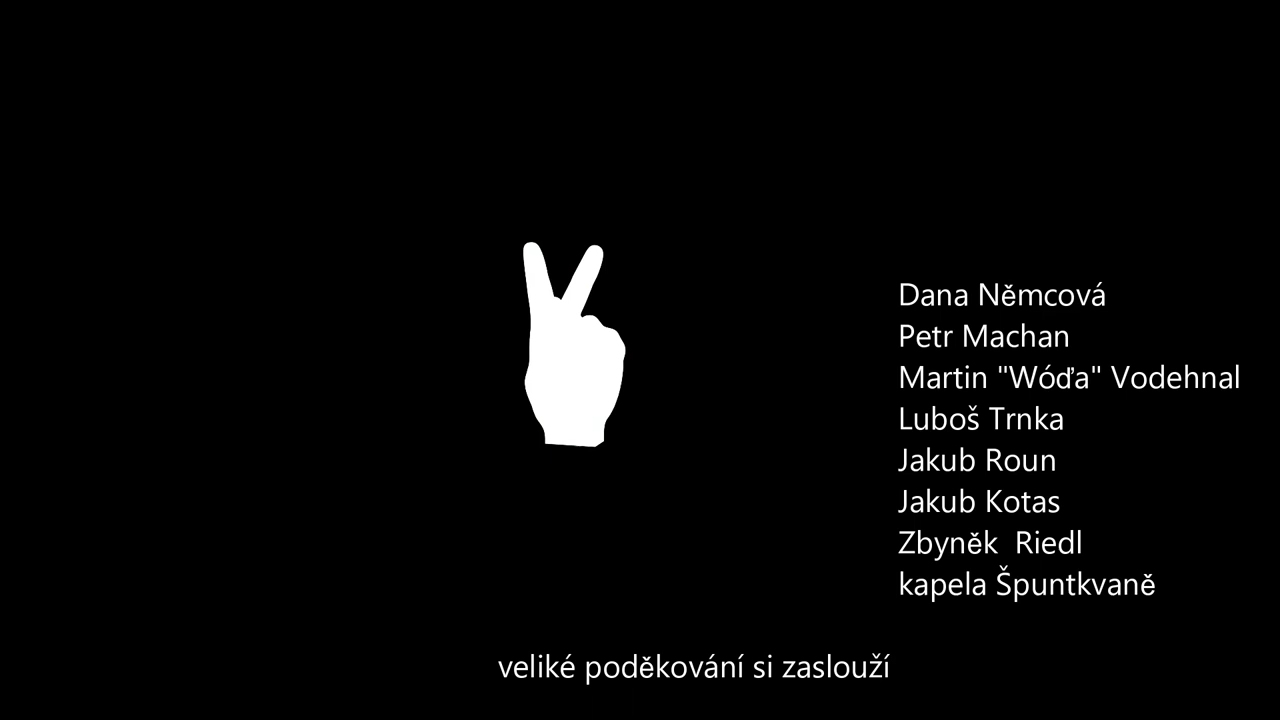 Dana Němcová
Petr Machan
Martin "Wóďa" Vodehnal
Luboš Trnka
Jakub Roun
Jakub Kotas
Zbyněk  Riedl
kapela Špuntkvaně
veliké poděkování si zaslouží